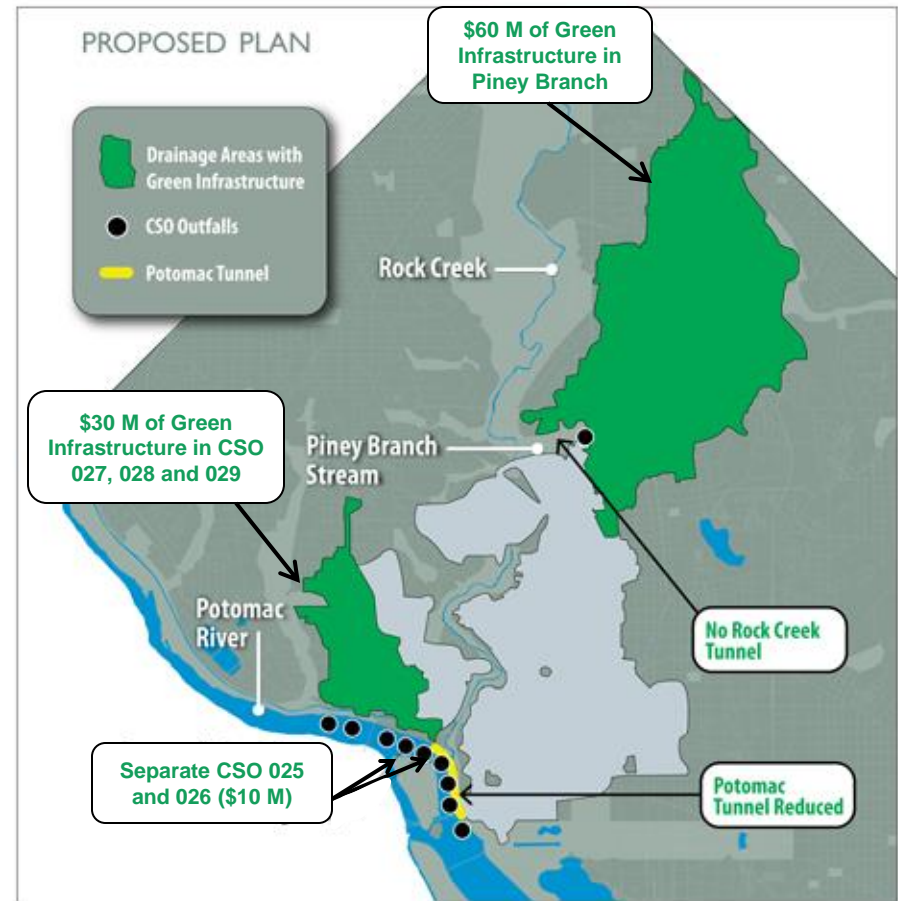 PROPOSED PLAN
$60 M of Green
Infrastructure in
Piney Branch
Drainage Areas with
Green Infrastructure
CSO Outfalls
Potomac Tunnel
Rock Creek
$30 M of Green
Infrastructure in CSO
027, 028 and 029
Piney Branch
Stream
Potomac
River
No Rock Creek
Tunnel
Separate CSO 025
and 026 ($10 M)
Potomac
Tunnel Reduced